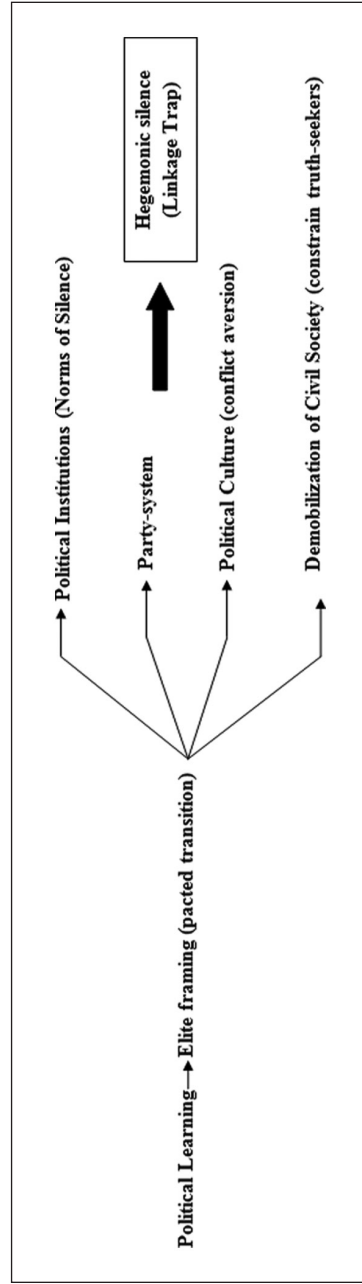 Political Learning→Elite framing (pacted transition)
Political Institutions (Norms of Silence)
Party-system
Political Culture (conflict aversion)
Demobilization of Civil Society (constrain truth-seekers)
Hegemonic silence
(Linkage Trap)